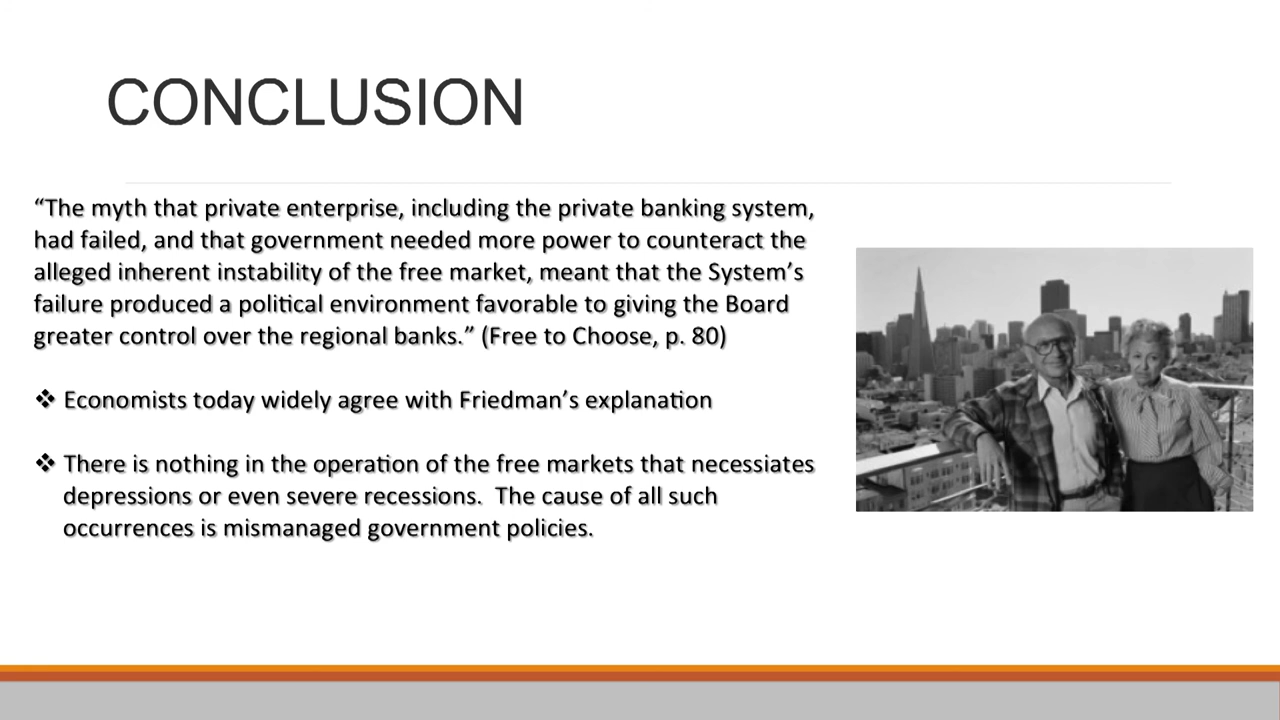 CONCLUSION
“The myth that private enterprise, including the private banking system,
had failed, and that government needed more power to counteract the
alleged inherent instability of the free market, meant that the System’s
failure produced a political environment favorable to giving the Board
greater control over the regional banks.” (Free to Choose, p. 80)
❖ Economists today widely agree with Friedman’s explanation
❖ There is nothing in the operation of the free markets that necessiates
depressions or even severe recessions. The cause of all such
occurrences is mismanaged government policies.